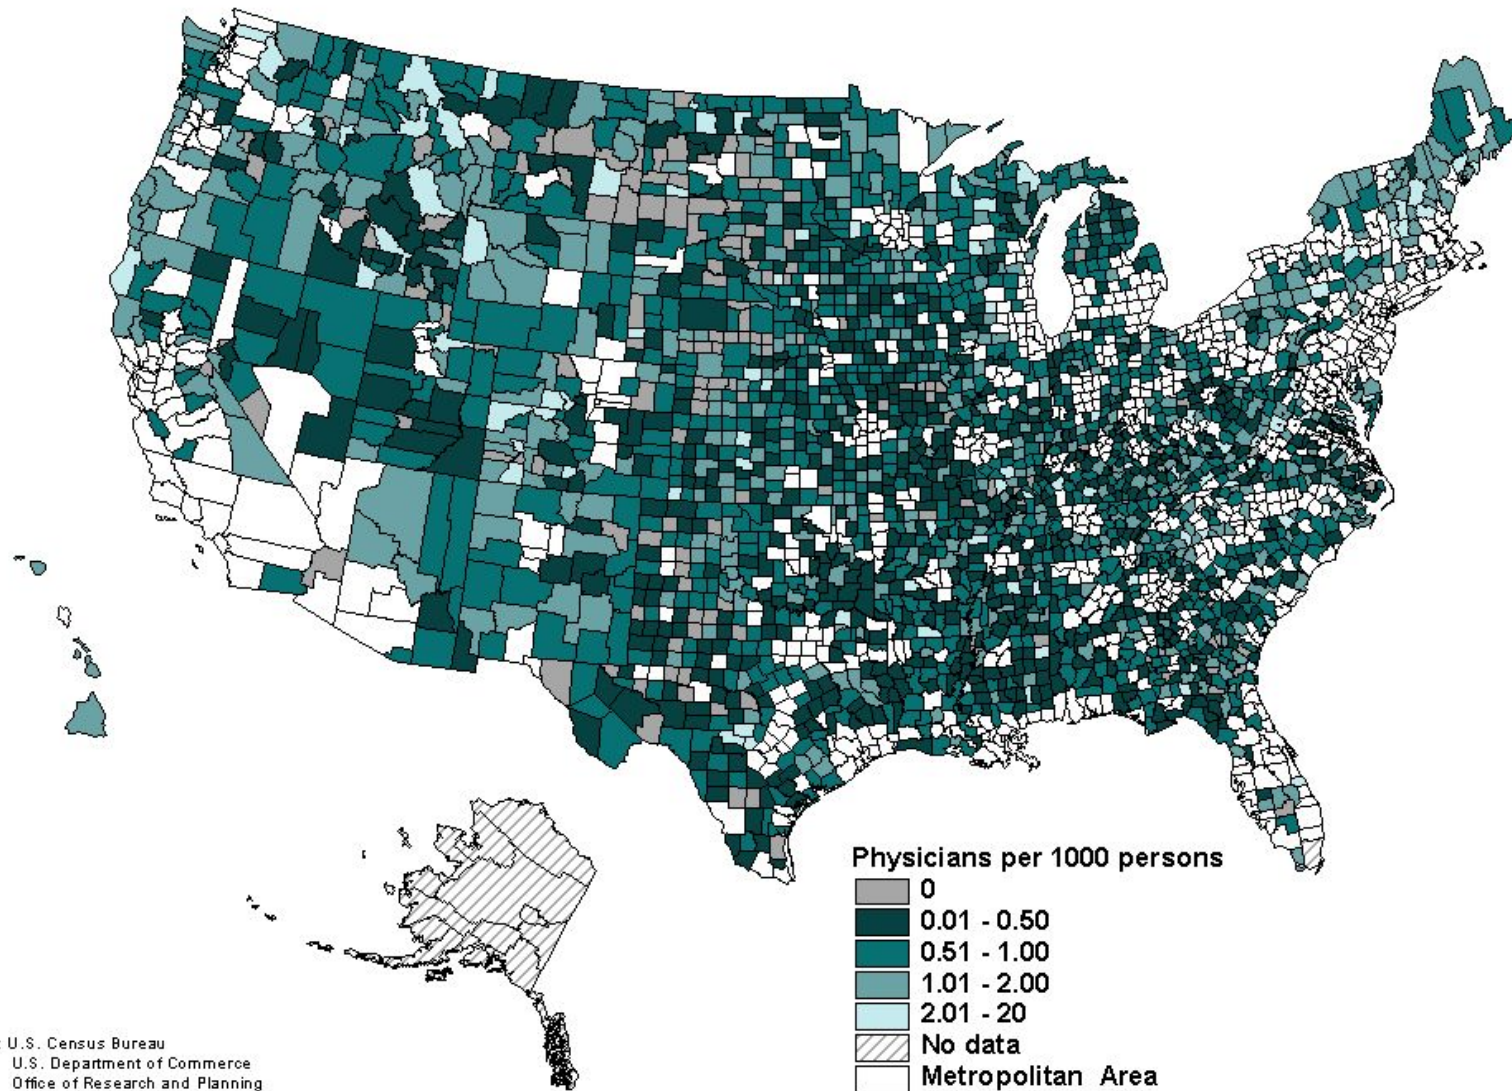 Physicians per 1000 persons
0
0.01 - 0.50
0.51 - 1.00
1.01 - 2.00
2.01 - 20
No data
Metropolitan Area
: U.S. Census Bureau
U.S. Department of Commerce
Office of Research and Planning